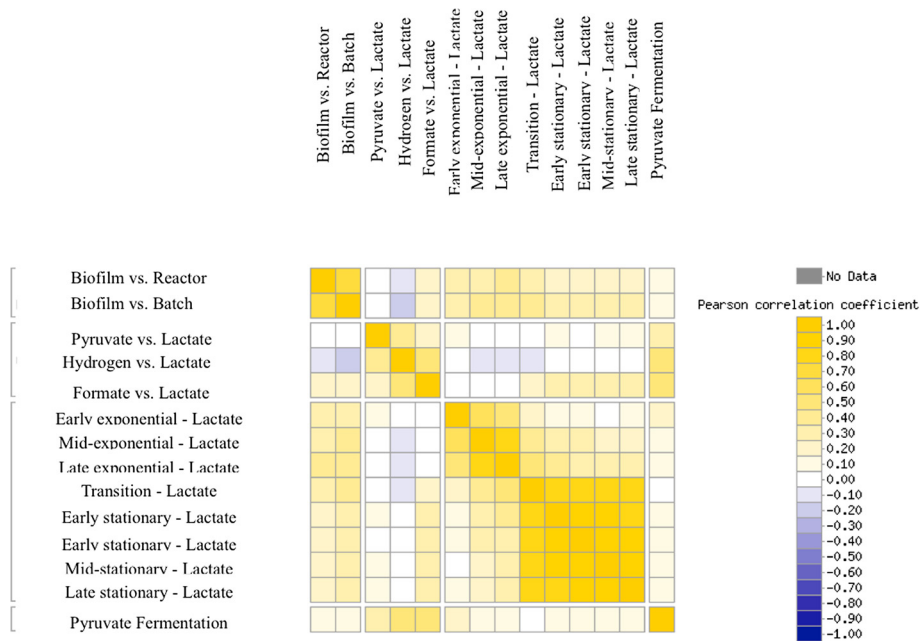 Biofilm vs. Reactor
Biofilm vs. Batch
Pyruvate vs. Lactate
Hydrogen vs. Lactate
Formate vs. Lactate
Early exponential - Lactate
Mid-exponential - Lactate
Late exponential - Lactate
Transition - Lactate
Early stationary - Lactate
Early stationary - Lactate
Mid-stationary - Lactate
Late stationary - Lactate
Pyruvate Fermentation
Biofilm vs. Reactor
Biofilm vs. Batch
Pyruvate vs. Lactate
Hydrogen vs. Lactate
Formate vs. Lactate
Early exponential - Lactate
Mid-exponential - Lactate
Late exponential - Lactate
Transition - Lactate
Early stationary - Lactate
Early stationary - Lactate
Mid-stationary - Lactate
Late stationary - Lactate
Pyruvate Fermentation
No Data
Pearson correlation coefficient
1.00
0.90
0.80
0.70
0.60
0.50
0.40
0.30
0.20
0.10
0.00
-0.10
-0.20
-0.30
-0.40
-0.50
-0.60
-0.70
-0.80
-0.90
-1.00